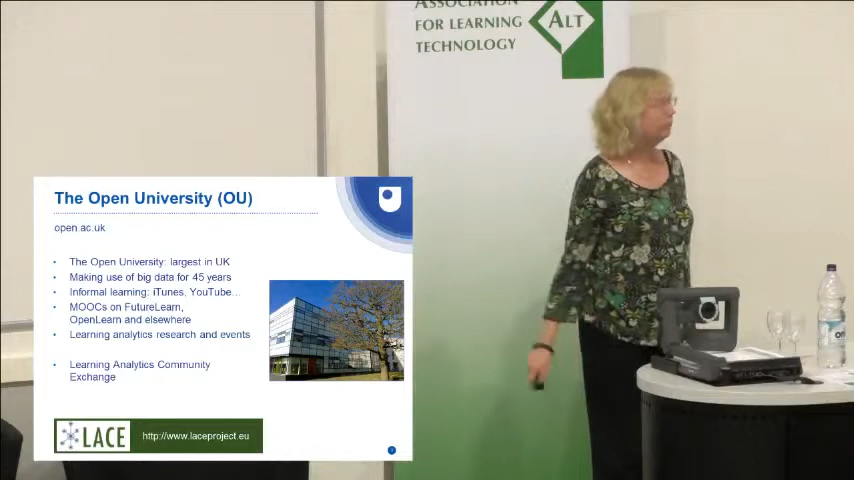 ASSOCIATION
FOR LEARNING
TECHNOLOGY
ALT
The Open University (OU)
open.ac.uk
• The Open University: largest in UK
• Making use of big data for 45 years
• Informal learning: iTunes, YouTube…
• MOOCs on FutureLearn,
OpenLearn and elsewhere
• Learning analytics research and events
• Learning Analytics Community
Exchange
LACE
http://www.laceproject.eu